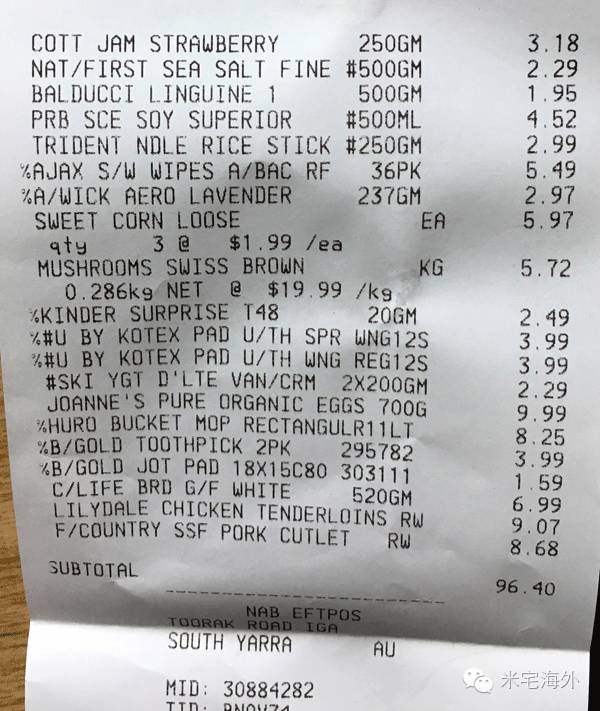 COTT JAM STRAWBERRY 250GM 3.18
NAT/FIRST SEA SALT FINE #500GM 2.29
BALDUCCI LINGUINE 1 500GM 1.95
PRB SCE SOY SUPERIOR #500ML 4.52
TRIDENT NDLE RICE STICK #250GM 2.99
%AJAX S/W WIPES A/BAC RF 36PK 5.49
%A/WICK AERO LAVENDER 237GM 2.97
SWEET CORN LOOSE EA 5.97
qty 3 @ $1.99 /ea
MUSHROOMS SWISS BROWN KG 5.72
0.286kg NET @ $19.99 /kg
%KINDER SURPRISE T48 20GM 2.49
%#U BY KOTEX PAD U/TH SPR WNG12S 3.99
%#U BY KOTEX PAD U/TH WNG REG12S 3.99
#SKI YGT D'LTE VAN/CRM 2X200GM 2.29
JOANNE'S PURE ORGANIC EGGS 700G 9.99
%HURO BUCKET MOP RECTANGULR11LT 8.25
%B/GOLD TOOTHPICK 2PK 295782 3.99
%B/GOLD JOT PAD 18X15C80 303111 1.59
C/LIFE BRD G/F WHITE 520GM 6.99
LILYDALE CHICKEN TENDERLOINS RW 9.07
F/COUNTRY SSF PORK CUTLET RW 8.68
SUBTOTAL 96.40
NAB EFTPOS
TOORAK ROAD IGA
SOUTH YARRA AU
MID: 30884282
米宅海外